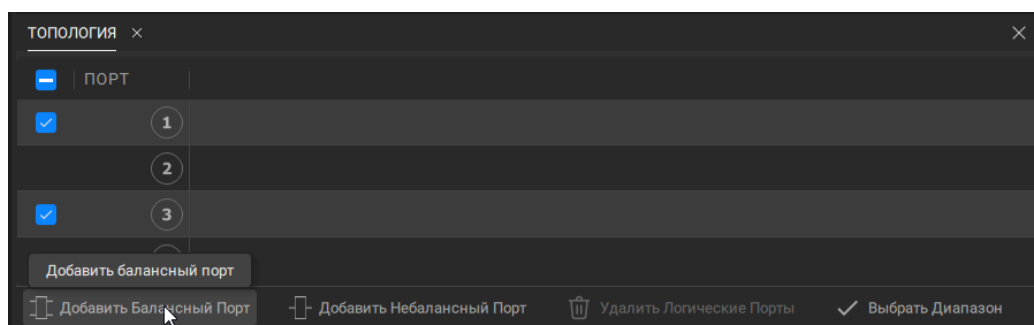 ТОПОЛОГИЯ
ПОРТ
1
2
3
Добавить балансный порт
Добавить Балансный Порт Добавить Небалансный Порт Удалить Логические Порты Выбрать Диапазон